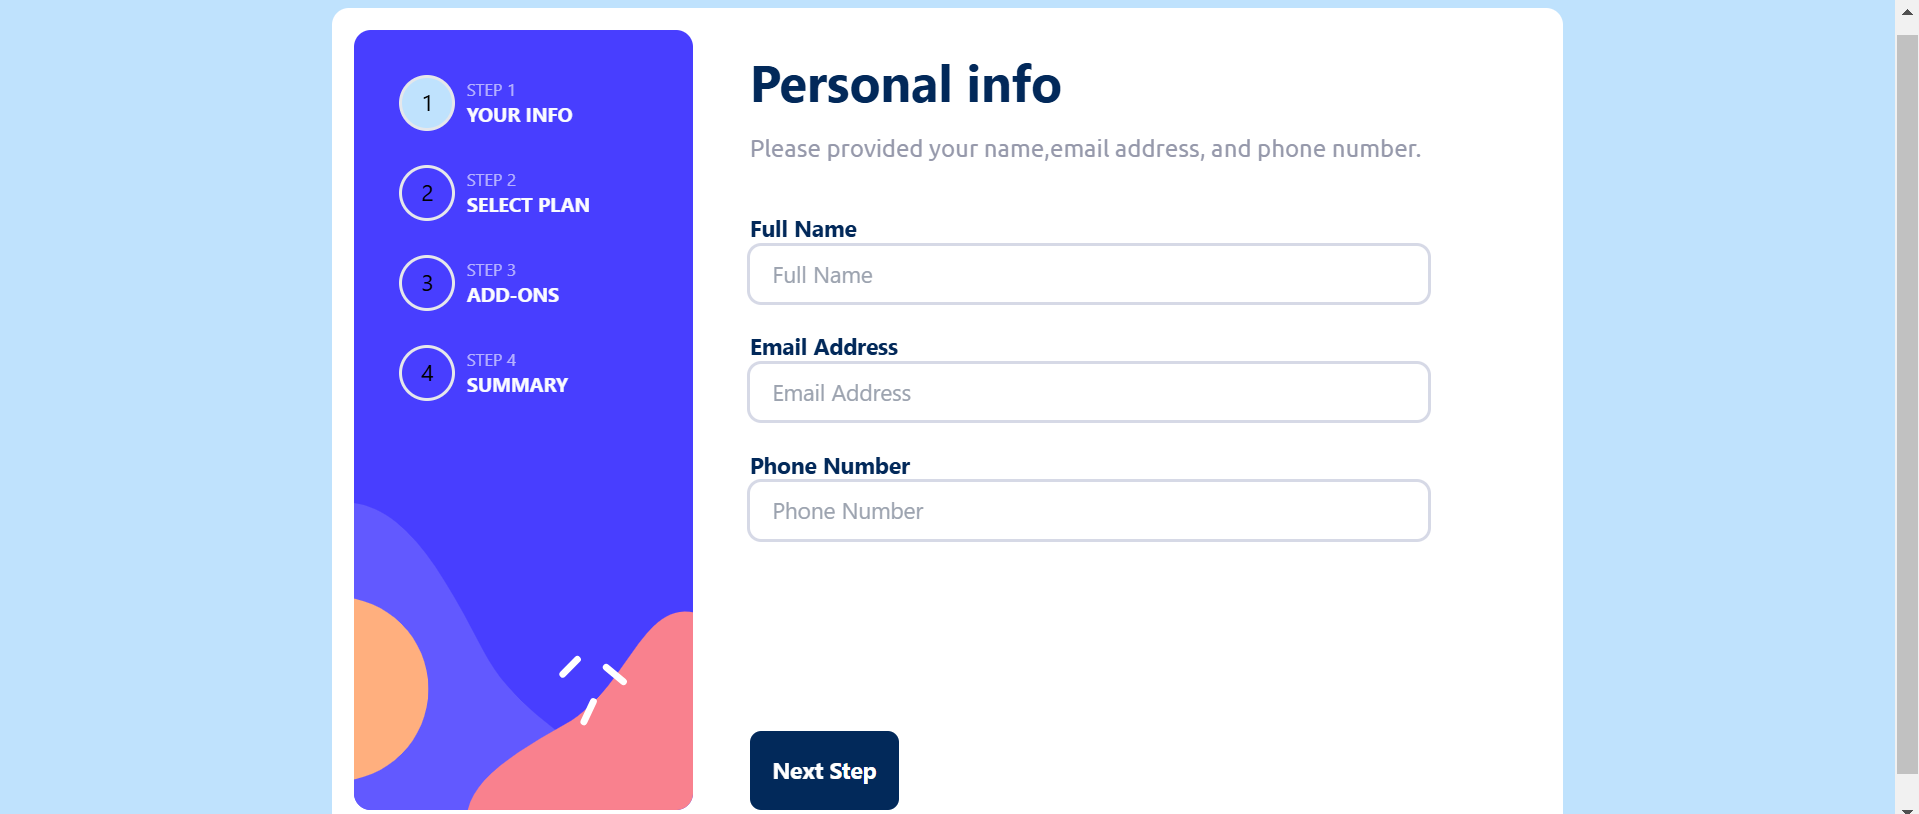 1
STEP 1
YOUR INFO
2
STEP 2
SELECT PLAN
3
STEP 3
ADD-ONS
4
STEP 4
SUMMARY
Personal info
Please provided your name,email address, and phone number.
Full Name
Full Name
Email Address
Email Address
Phone Number
Phone Number
Next Step